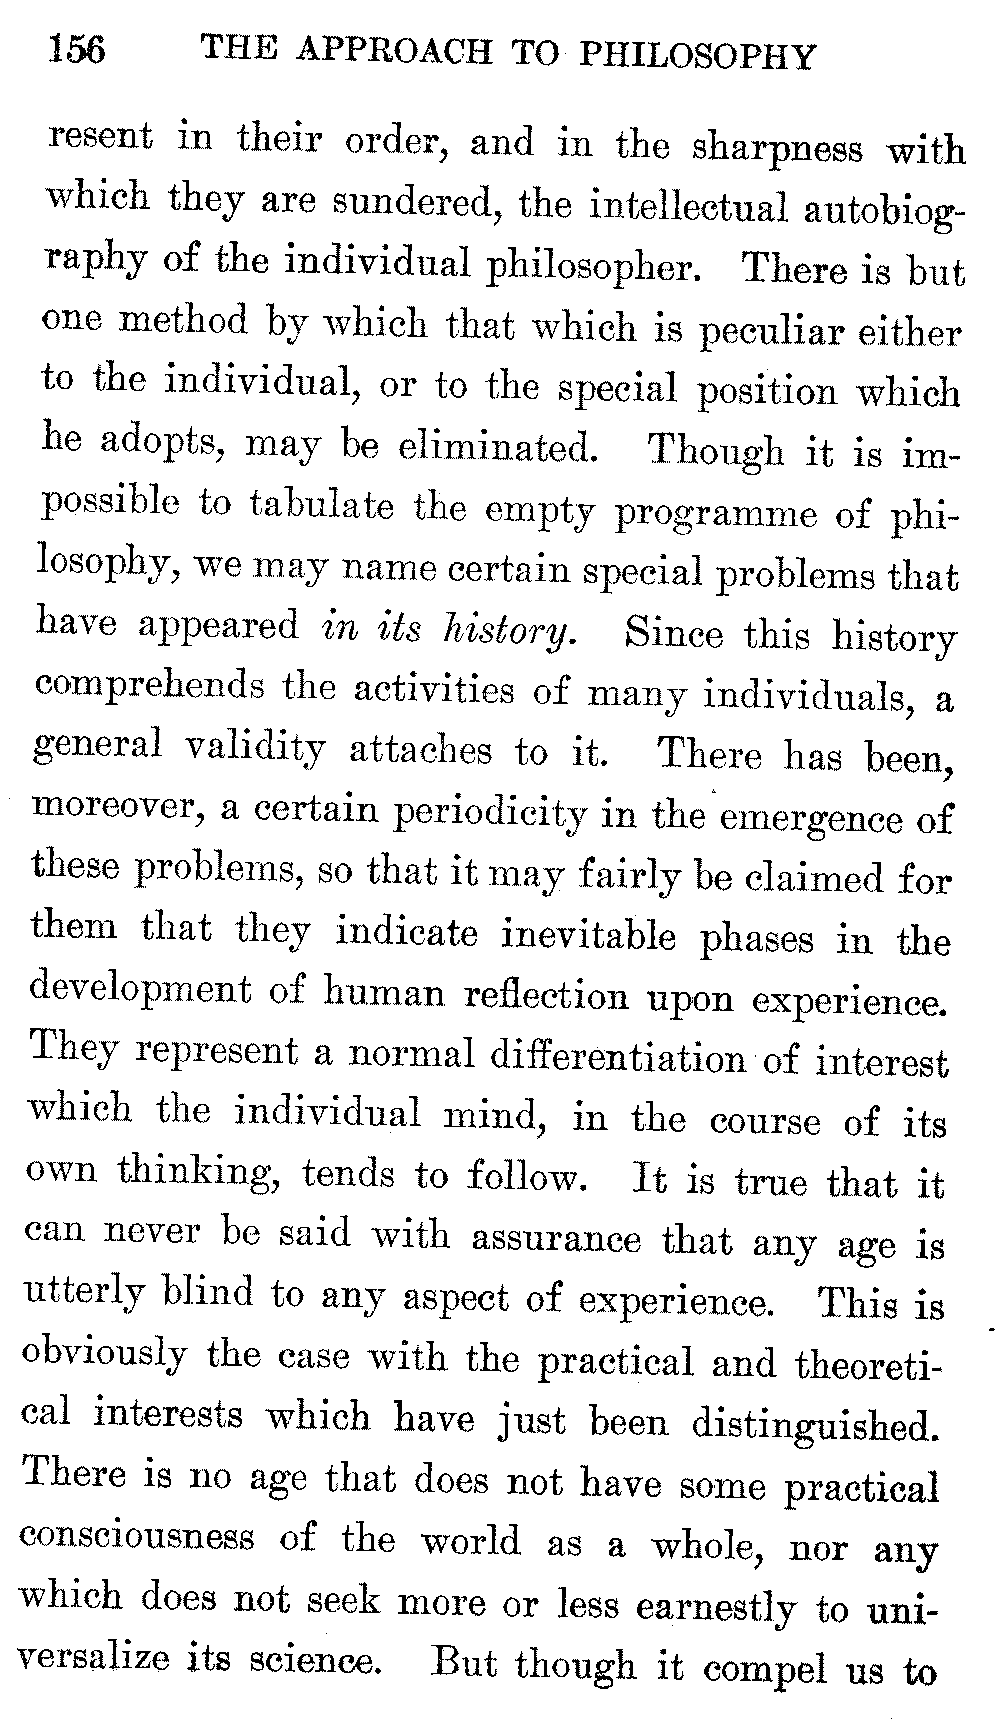 156 THE APPROACH TO PHILOSOPHY
resent in their order, and in the sharpness with
which they are sundered, the intellectual autobiog-
raphy of the individual philosopher. There is but
one method by which that which is peculiar either
to the individual, or to the special position which
he adopts, may be eliminated. Though it is im-
possible to tabulate the empty programme of phi-
losophy, we may name certain special problems that
have appeared in its history. Since this history
comprehends the activities of many individuals, a
general validity attaches to it. There has been,
moreover, a certain periodicity in the emergence of
these problems, so that it may fairly be claimed for
them that they indicate inevitable phases in the
development of human reflection upon experience.
They represent a normal differentiation of interest
which the individual mind, in the course of its
own thinking, tends to follow. It is true that it
can never be said with assurance that any age is
utterly blind to any aspect of experience. This is
obviously the case with the practical and theoreti-
cal interests which have just been distinguished.
There is no age that does not have some practical
consciousness of the world as a whole, nor any
which does not seek more or less earnestly to uni-
versalize its science. But though it compel us to